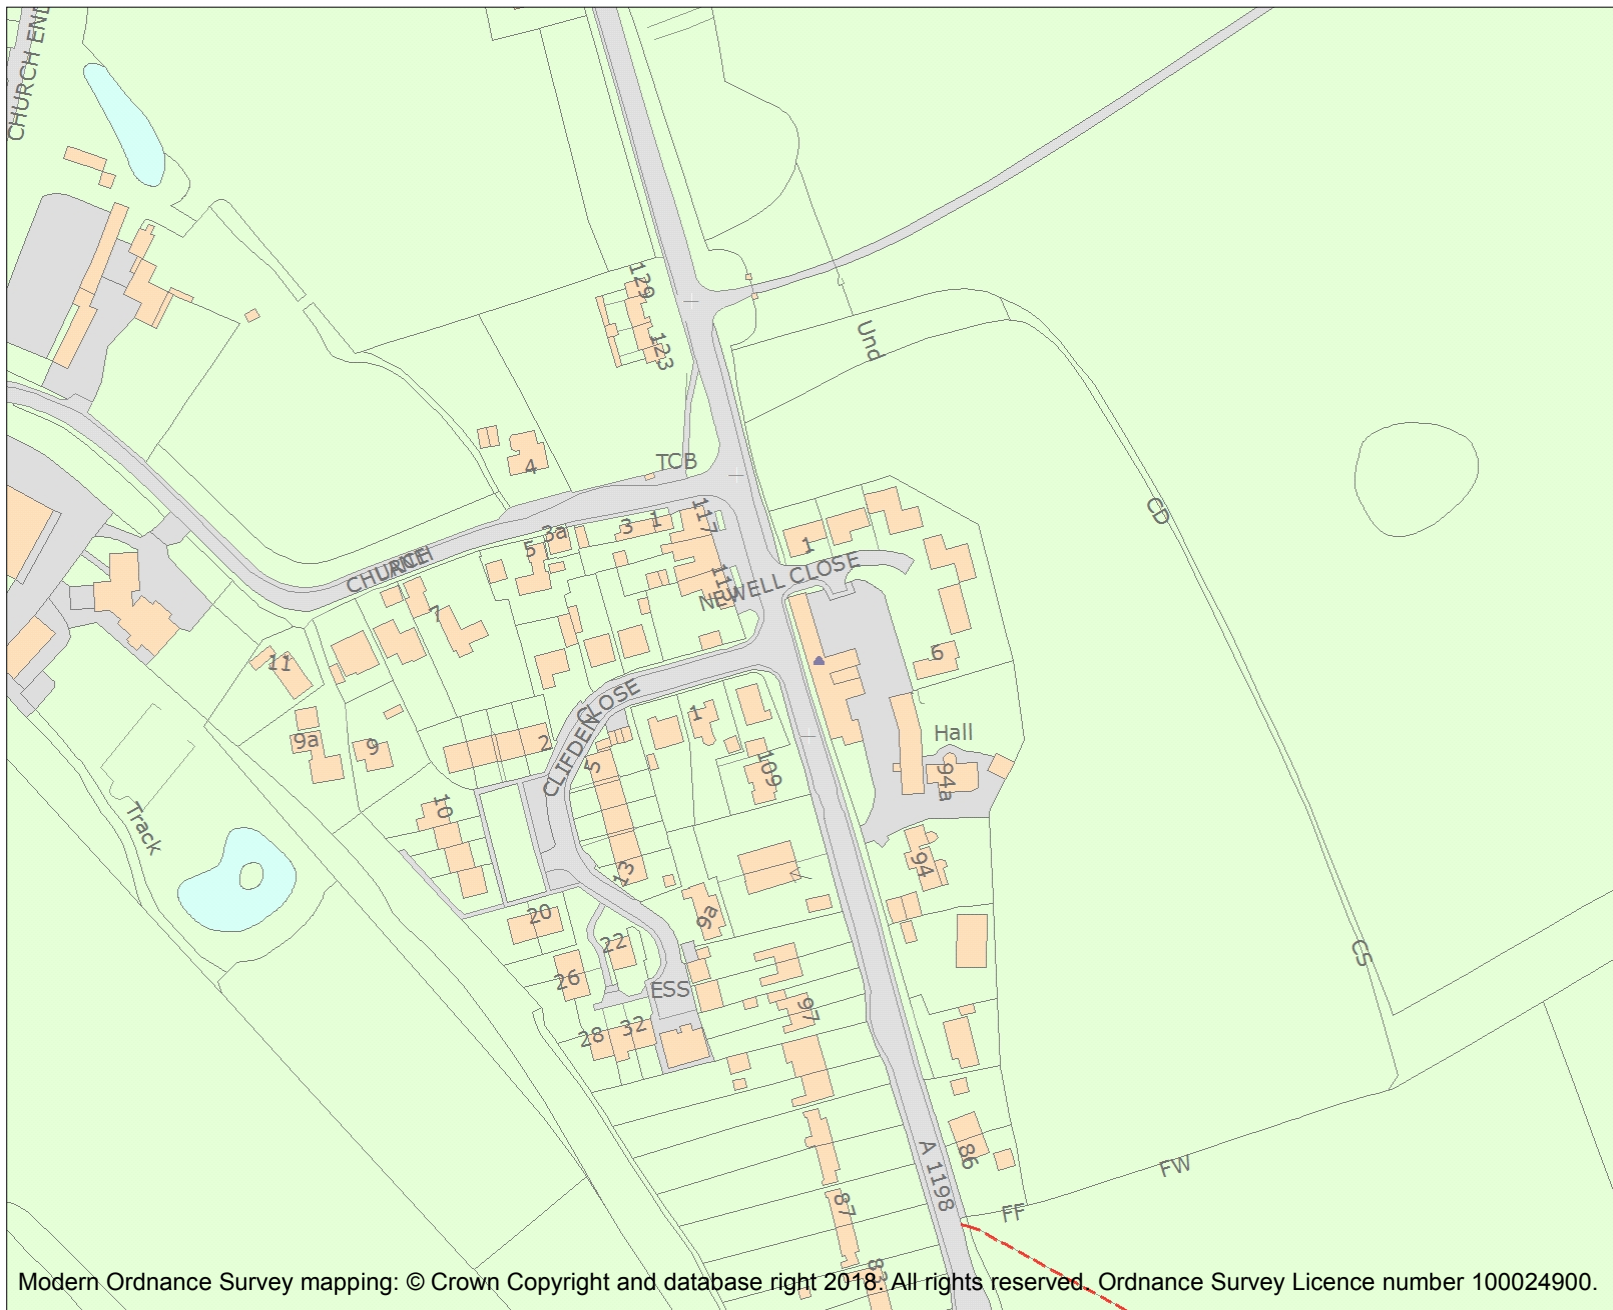 CHURCH END
129
Und
123
TCB
4
CD
117
3a
3
1
5
1
CHURCH
LANE
NEWELL CLOSE
7
6
11
CLIFDEN CLOSE
1
Hall
9a
9
2
5
109
94a
10
Track
94
13
20
9a
22
CS
26
ESS
97
28
32
86
FW
A 1198
87
FF
83
Modern Ordnance Survey mapping: © Crown Copyright and database right 2018. All rights reserved. Ordnance Survey Licence number 100024900.